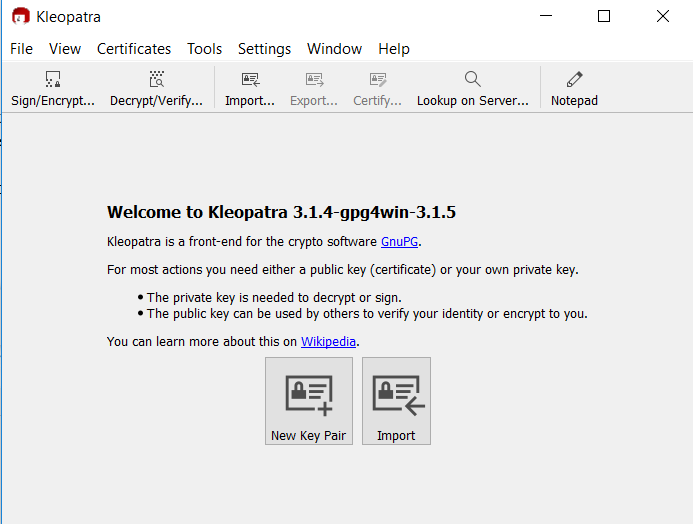 Kleopatra
File View Certificates Tools Settings Window Help
Sign/Encrypt... Decrypt/Verify... Import... Export... Certify... Lookup on Server... Notepad
Welcome to Kleopatra 3.1.4-gpg4win-3.1.5
Kleopatra is a front-end for the crypto software GnuPG.
For most actions you need either a public key (certificate) or your own private key.
• The private key is needed to decrypt or sign.
• The public key can be used by others to verify your identity or encrypt to you.
You can learn more about this on Wikipedia.
New Key Pair Import